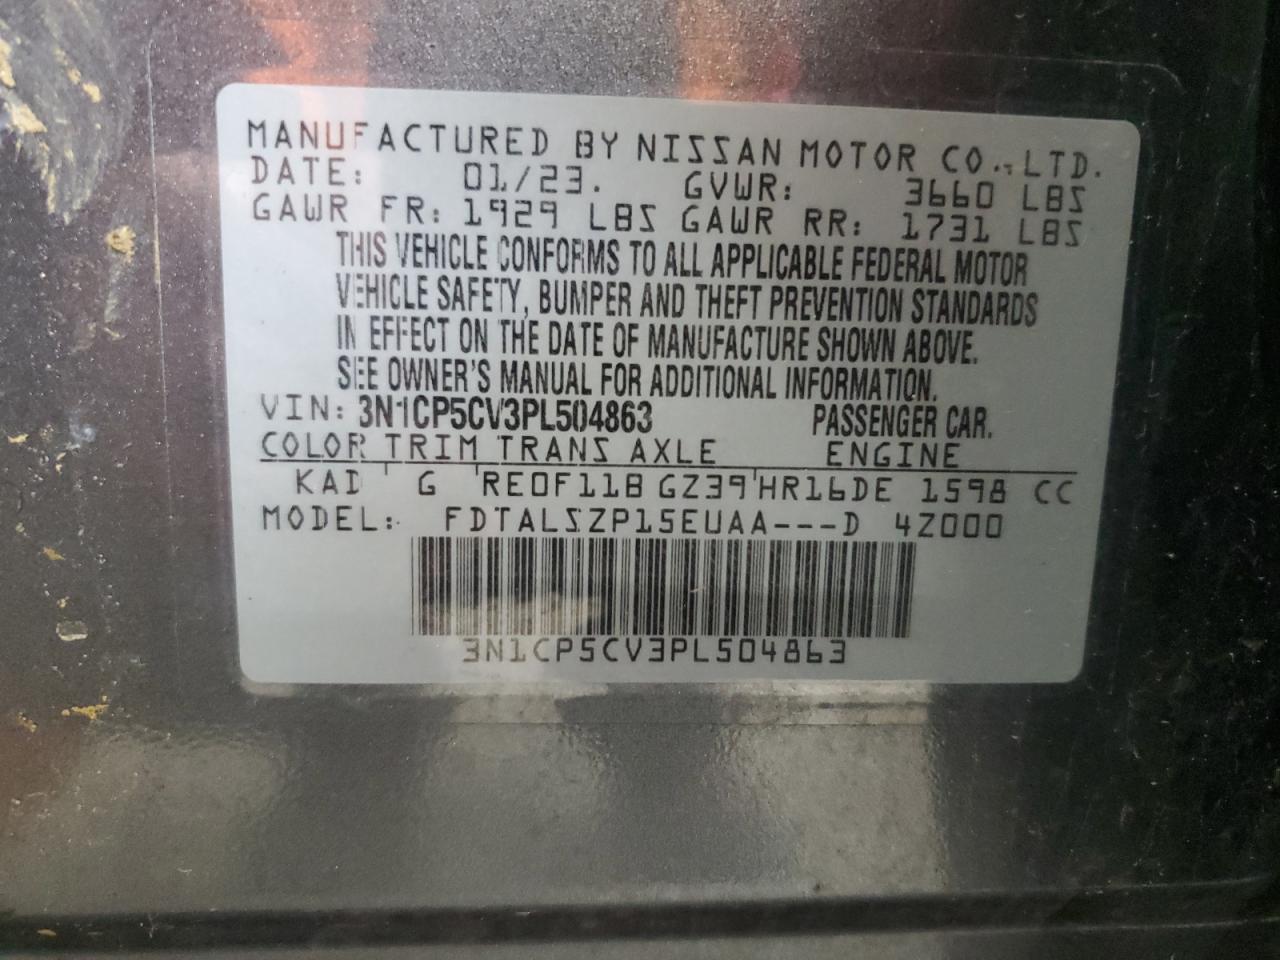 MANUFACTURED BY NISSAN MOTOR CO., LTD.
DATE: 01/23. GVWR: 3660 LBS
GAWR FR: 1929 LBS GAWR RR: 1731 LBS
THIS VEHICLE CONFORMS TO ALL APPLICABLE FEDERAL MOTOR
VEHICLE SAFETY, BUMPER AND THEFT PREVENTION STANDARDS
IN EFFECT ON THE DATE OF MANUFACTURE SHOWN ABOVE.
SEE OWNER'S MANUAL FOR ADDITIONAL INFORMATION.
VIN: 3N1CP5CV3PL504863 PASSENGER CAR.
COLOR TRIM TRANS AXLE ENGINE
KAD G RE0F11B GZ39 HR16DE 1598 CC
MODEL: FDTALSZP15EUAA---D 4Z000
3N1CP5CV3PL504863